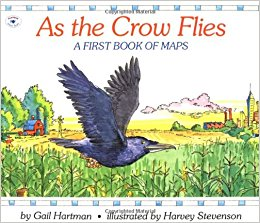 As the Crow Flies
A FIRST BOOK OF MAPS
by Gail Hartman illustrated by Harvey Stevenson